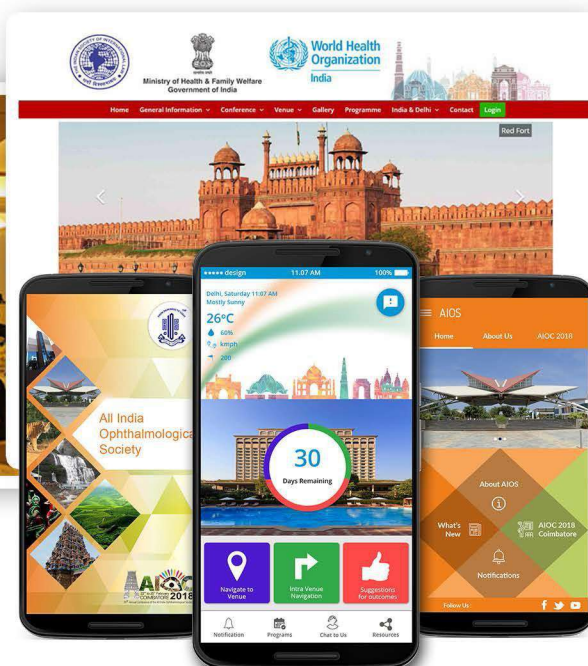 Ministry of Health & Family Welfare
Government of India
World Health
Organization
India
Home General Information Conference Venue Gallery Programme India & Delhi Contact Login
Red Fort
design 11.07 AM 100%
Delhi, Saturday 11:07 AM
Mostly Sunny
26°C
60%
kmph
200
30
Days Remaining
Navigate to
Venue
Intra Venue
Navigation
Suggestions
For outcomes
Notification Programs Chat to Us Resources
All India
Ophthalmologica
Society
COIMBATORE 2018
AIOS
Home About Us AIOC 2018
About AIOS
What's
New
AIOC 2018
Coimbatore
Notifications
Follow Us